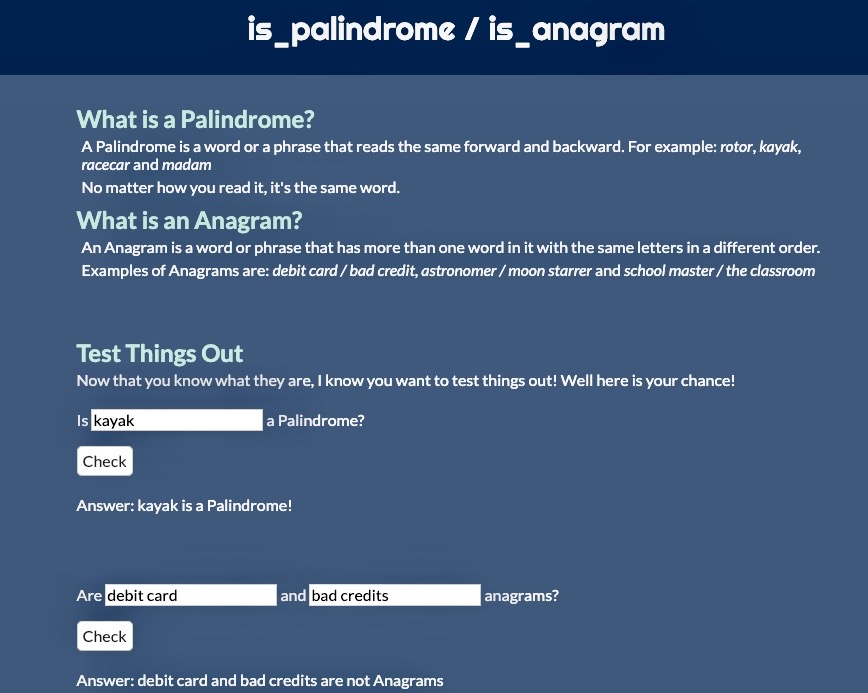 is_palindrome / is_anagram
What is a Palindrome?
A Palindrome is a word or a phrase that reads the same forward and backward. For example: rotor, kayak,
racecar and madam
No matter how you read it, it's the same word.
What is an Anagram?
An Anagram is a word or phrase that has more than one word in it with the same letters in a different order.
Examples of Anagrams are: debit card / bad credit, astronomer / moon starrer and school master / the classroom
Test Things Out
Now that you know what they are, I know you want to test things out! Well here is your chance!
Is kayak a Palindrome?
Check
Answer: kayak is a Palindrome!
Are debit card and bad credits anagrams?
Check
Answer: debit card and bad credits are not Anagrams